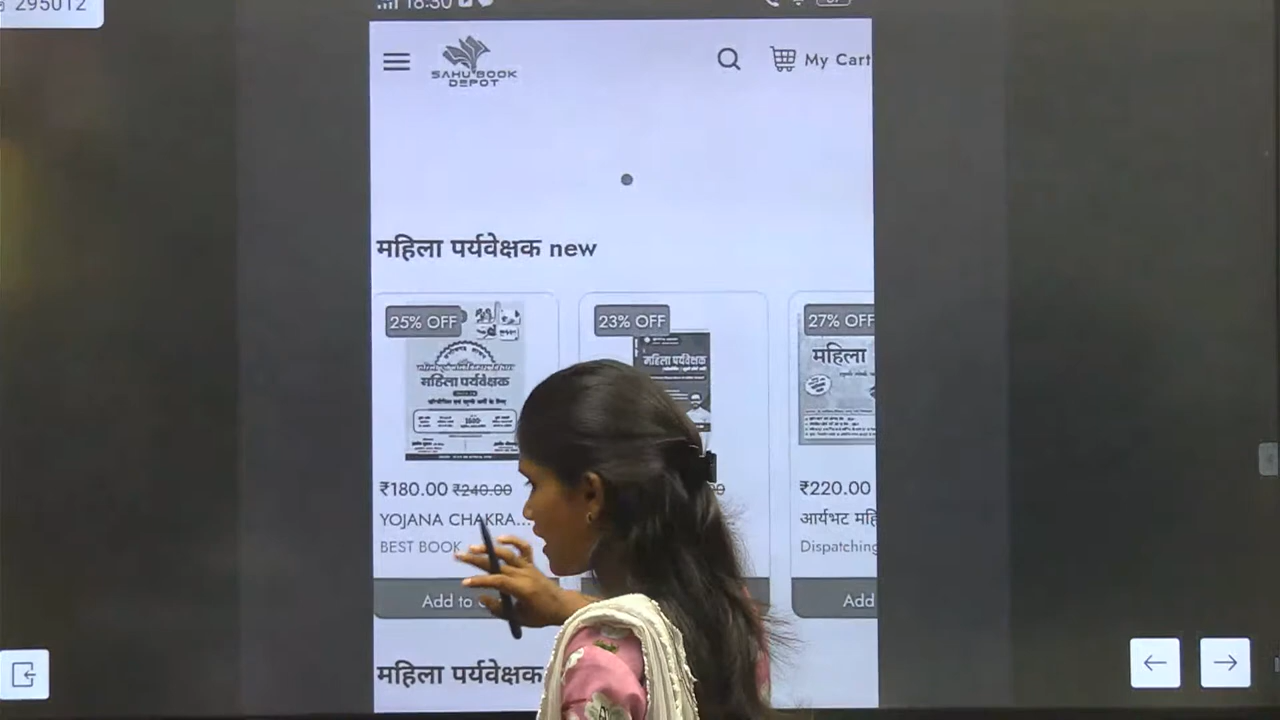 295012
18:30
SAHU BOOK
DEPOT
My Cart
महिला पर्यवेक्षक new
25% OFF
23% OFF
27% OFF
महिला पर्यवेक्षक
महिला पर्यवेक्षक
महिला
₹180.00 ₹240.00
₹220.00
YOJANA CHAKRA...
आर्यभट महि
BEST BOOK
Dispatching
Add to
Add
महिला पर्यवेक्षक